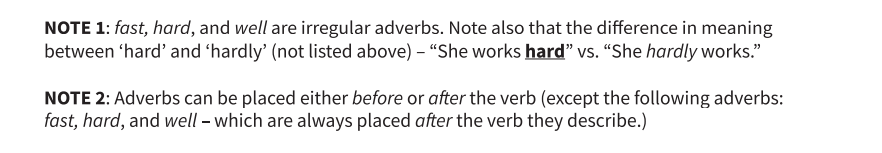 NOTE 1: fast, hard, and well are irregular adverbs. Note also that the difference in meaning
between ‘hard’ and ‘hardly’ (not listed above) – “She works hard” vs. “She hardly works.”
NOTE 2: Adverbs can be placed either before or after the verb (except the following adverbs:
fast, hard, and well – which are always placed after the verb they describe.)